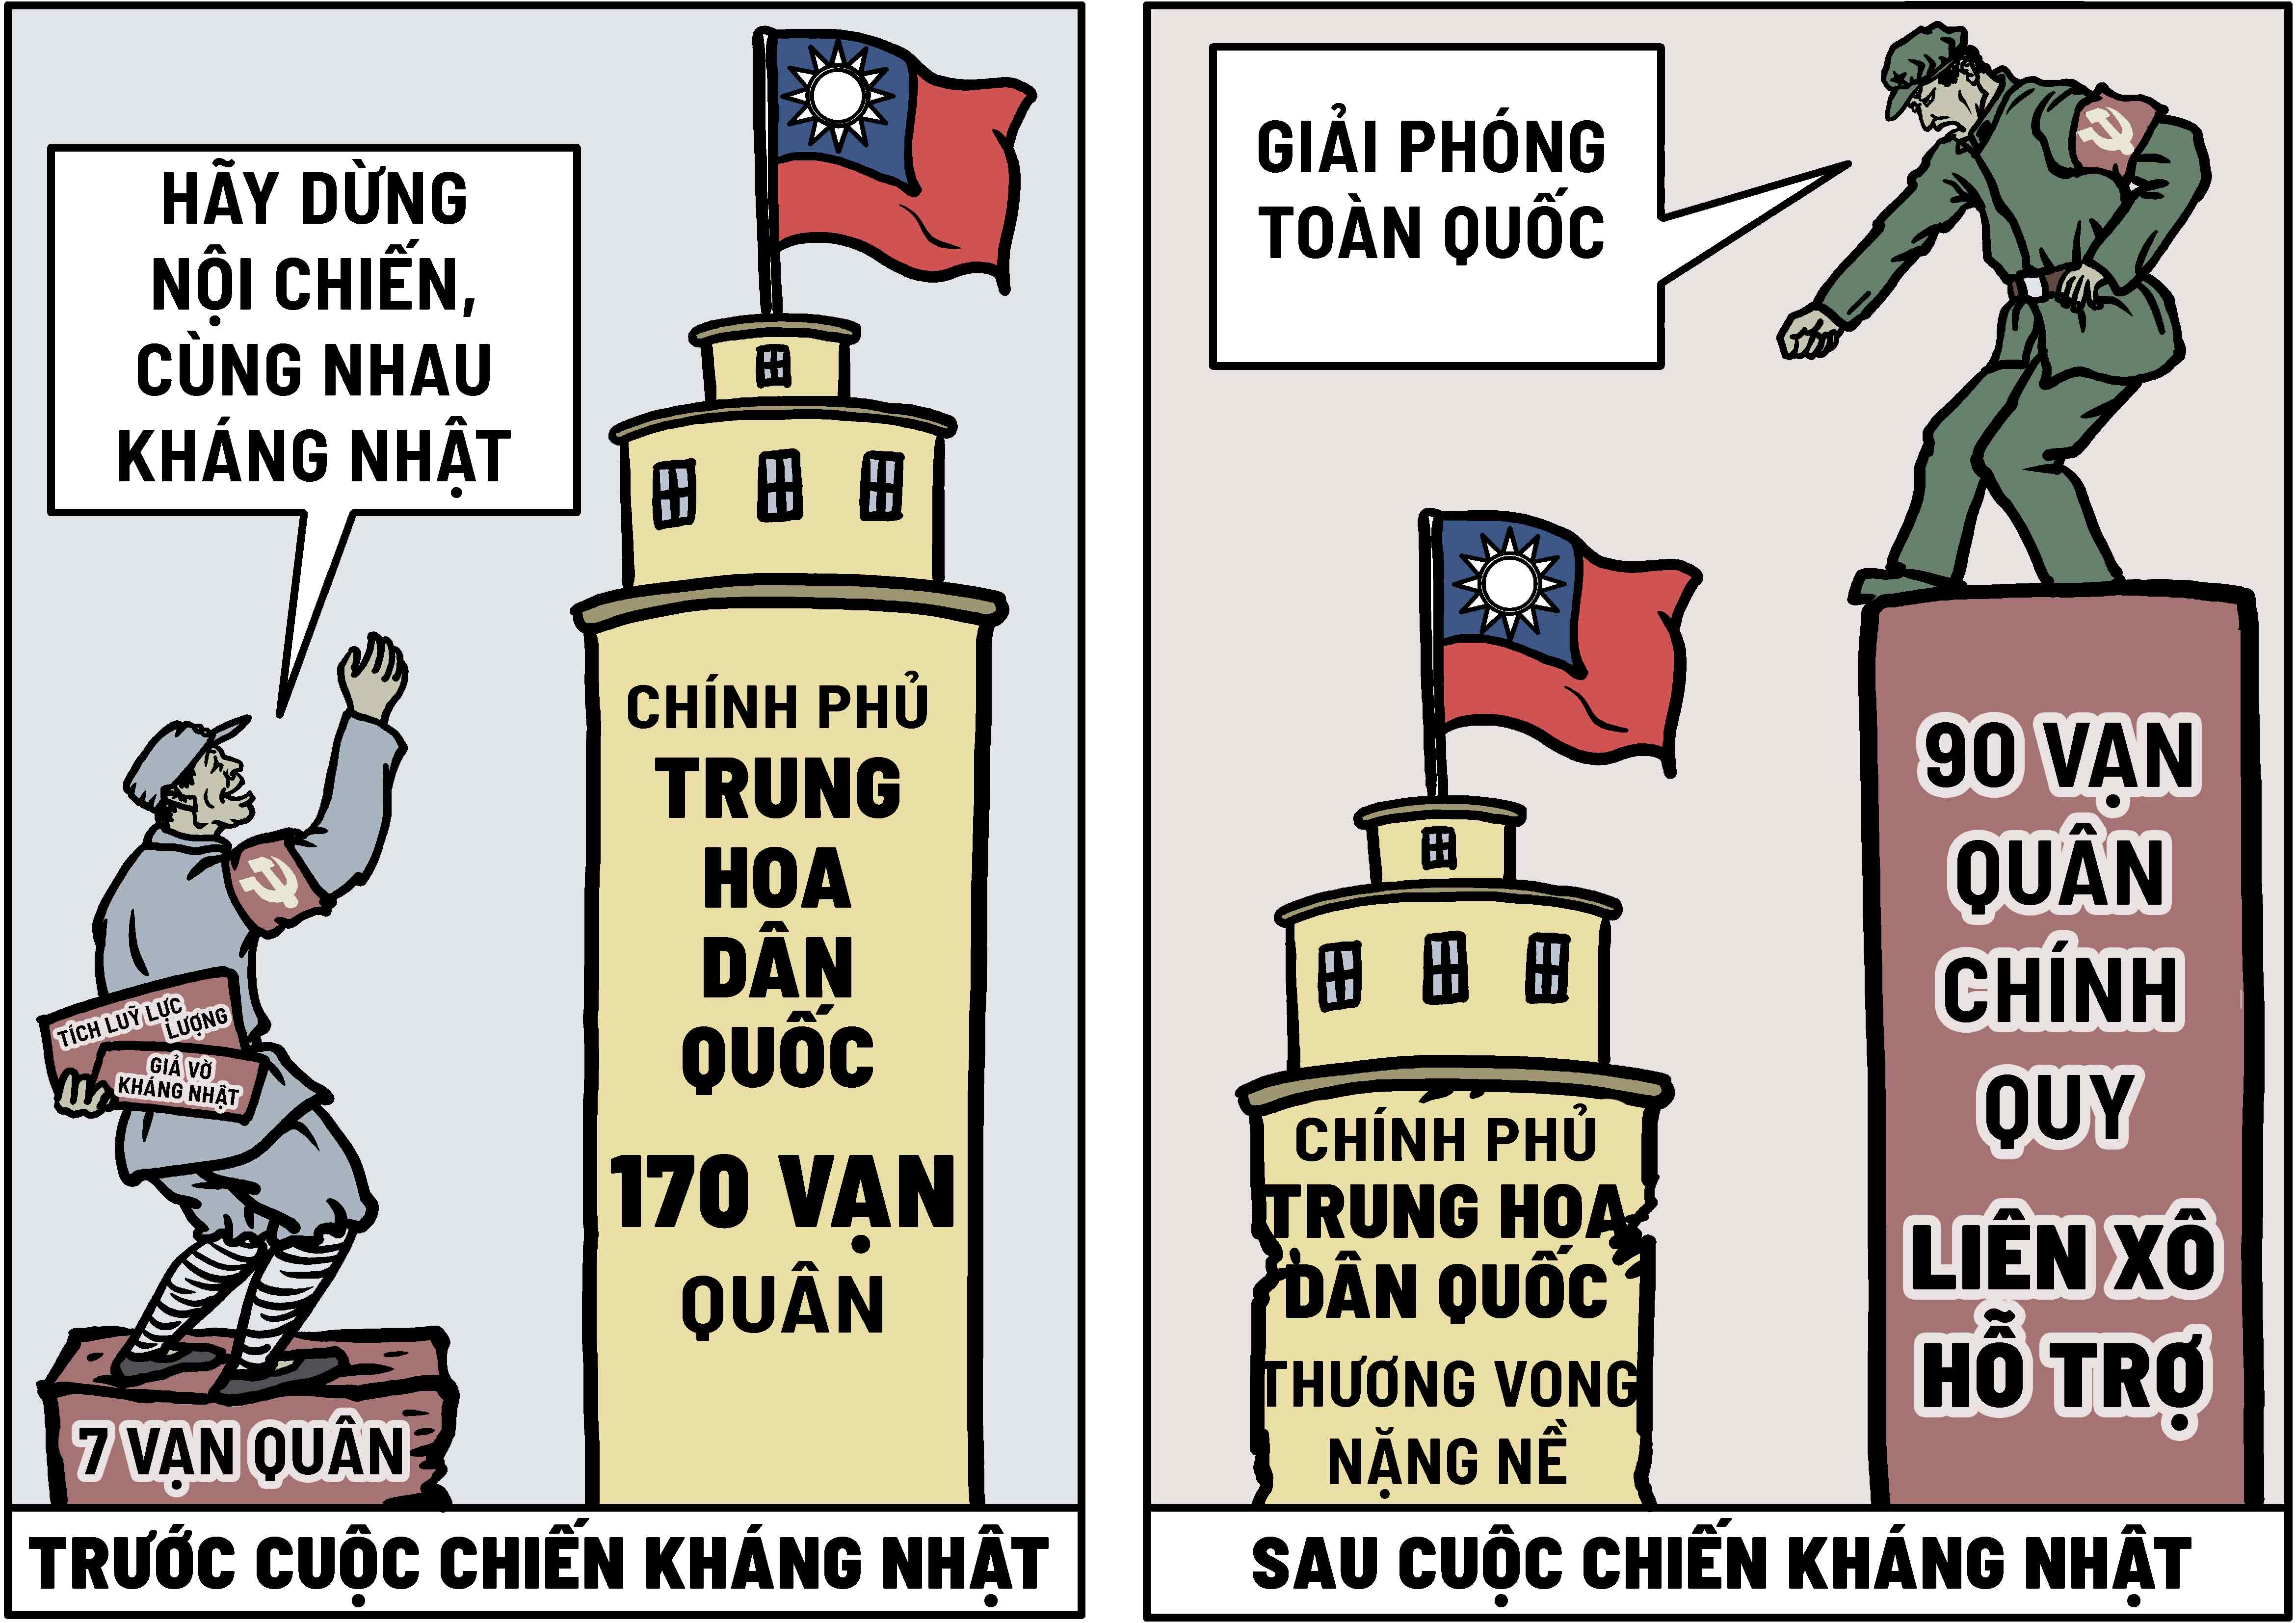 HÃY DỪNG
NỘI CHIẾN,
CÙNG NHAU
KHÁNG NHẬT
CHÍNH PHỦ
TRUNG
HOA
DÂN
QUỐC
170 VẠN
QUÂN
TÍCH LUỸ LỰC
LƯỢNG
GIẢ VỜ
KHÁNG NHẬT
7 VẠN QUÂN
TRƯỚC CUỘC CHIẾN KHÁNG NHẬT
GIẢI PHÓNG
TOÀN QUỐC
CHÍNH PHỦ
TRUNG HOA
DÂN QUỐC
THƯƠNG VONG
NẶNG NỀ
90 VẠN
QUÂN
CHÍNH
QUY
LIÊN XÔ
HỖ TRỢ
SAU CUỘC CHIẾN KHÁNG NHẬT